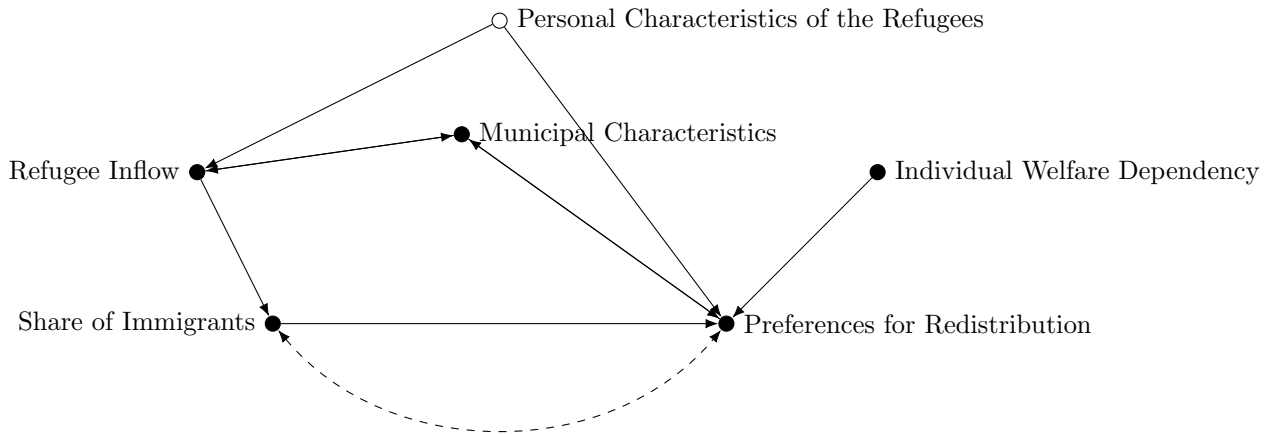 Personal Characteristics of the Refugees
Municipal Characteristics
Refugee Inflow
Individual Welfare Dependency
Share of Immigrants
Preferences for Redistribution